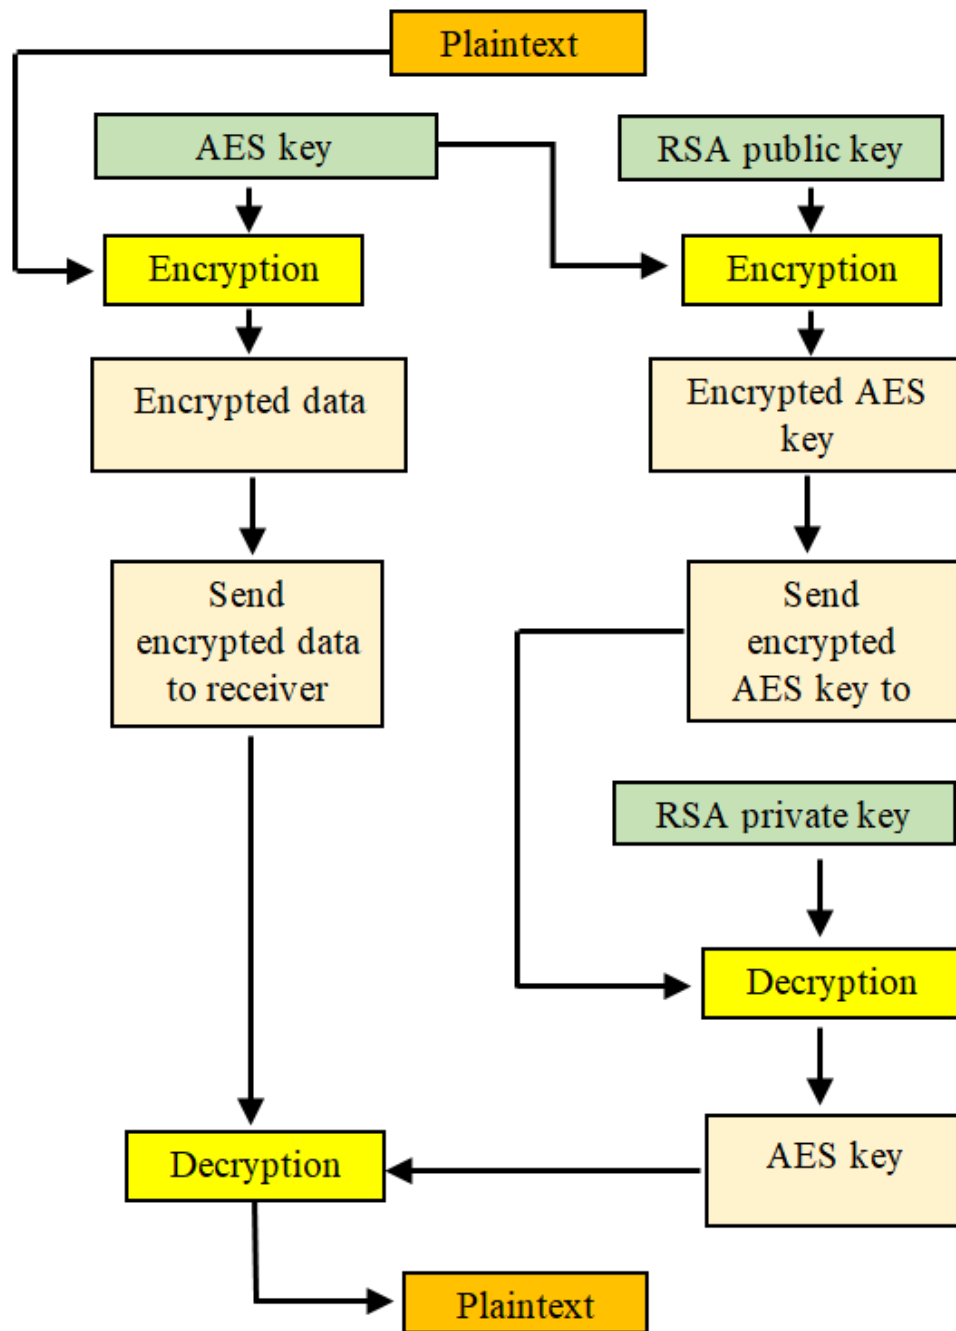 Plaintext
AES key
RSA public key
Encryption
Encryption
Encrypted data
Encrypted AES
key
Send
encrypted data
to receiver
Send
encrypted
AES key to
RSA private key
Decryption
Decryption
AES key
Plaintext